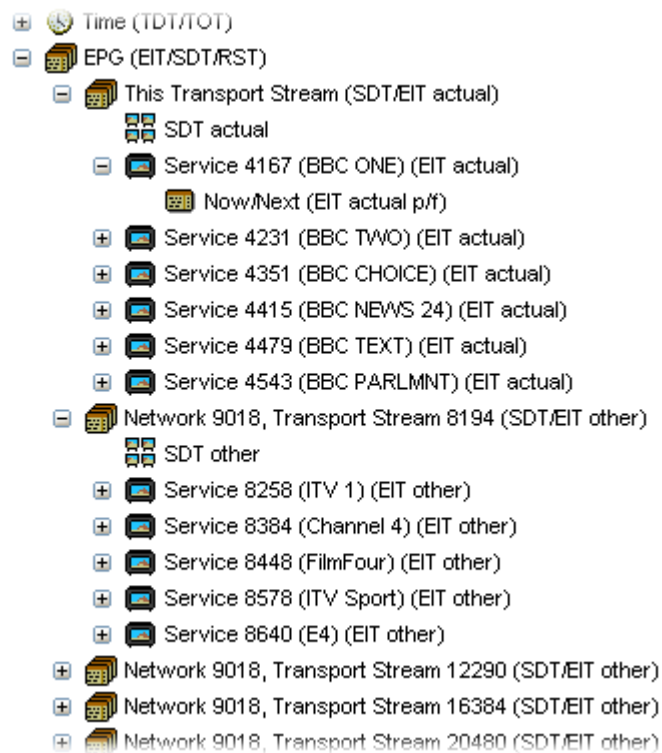 Time (TDT/TOT)
EPG (EIT/SDT/RST)
This Transport Stream (SDT/EIT actual)
SDT actual
Service 4167 (BBC ONE) (EIT actual)
Now/Next (EIT actual p/f)
Service 4231 (BBC TWO) (EIT actual)
Service 4351 (BBC CHOICE) (EIT actual)
Service 4415 (BBC NEWS 24) (EIT actual)
Service 4479 (BBC TEXT) (EIT actual)
Service 4543 (BBC PARLMNT) (EIT actual)
Network 9018, Transport Stream 8194 (SDT/EIT other)
SDT other
Service 8258 (ITV 1) (EIT other)
Service 8384 (Channel 4) (EIT other)
Service 8448 (FilmFour) (EIT other)
Service 8578 (ITV Sport) (EIT other)
Service 8640 (E4) (EIT other)
Network 9018, Transport Stream 12290 (SDT/EIT other)
Network 9018, Transport Stream 16384 (SDT/EIT other)
Network 9018, Transport Stream 20480 (SDT/EIT other)